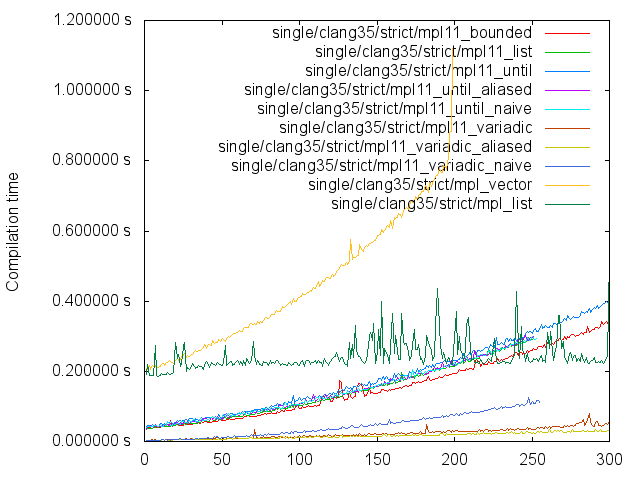 1.200000 s
1.000000 s
0.800000 s
0.600000 s
0.400000 s
0.200000 s
0.000000 s
Compilation time
single/clang35/strict/mpl11_bounded
single/clang35/strict/mpl11_list
single/clang35/strict/mpl11_until
single/clang35/strict/mpl11_until_aliased
single/clang35/strict/mpl11_until_naive
single/clang35/strict/mpl11_variadic
single/clang35/strict/mpl11_variadic_aliased
single/clang35/strict/mpl11_variadic_naive
single/clang35/strict/mpl_vector
single/clang35/strict/mpl_list
0 50 100 150 200 250 300